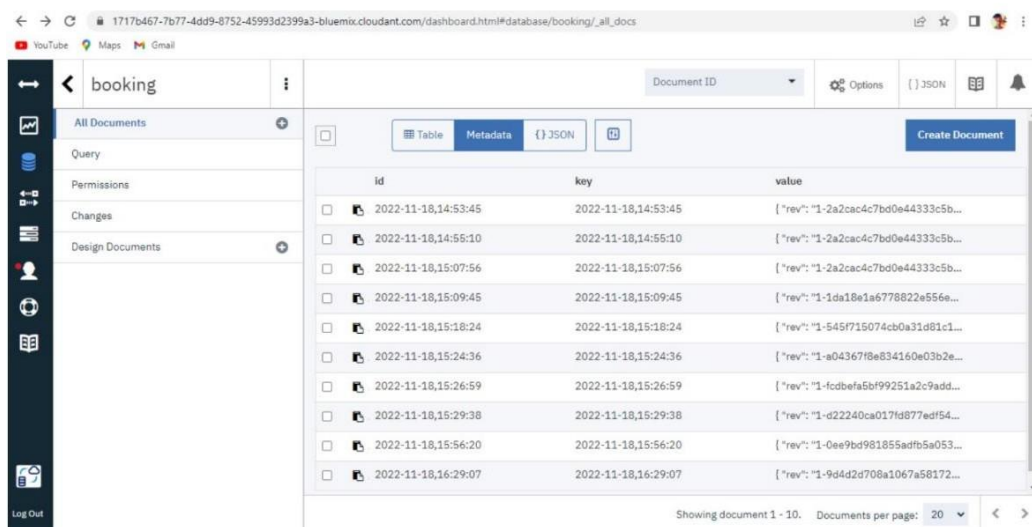 1717b467-7b77-4dd9-8752-45993d2399a3-bluemix.cloudant.com/dashboard.html#database/booking/_all_docs
YouTube Maps Gmail
booking
Document ID
Options
{ } JSON
All Documents
Query
Permissions
Changes
Design Documents
Table
Metadata
{ } JSON
Create Document
id key value
2022-11-18,14:53:45 2022-11-18,14:53:45 { "rev": "1-2a2cac4c7bd0e44333c5b...
2022-11-18,14:55:10 2022-11-18,14:55:10 { "rev": "1-2a2cac4c7bd0e44333c5b...
2022-11-18,15:07:56 2022-11-18,15:07:56 { "rev": "1-2a2cac4c7bd0e44333c5b...
2022-11-18,15:09:45 2022-11-18,15:09:45 { "rev": "1-1da18e1a6778822e556e...
2022-11-18,15:18:24 2022-11-18,15:18:24 { "rev": "1-545f715074cb0a31d81c1...
2022-11-18,15:24:36 2022-11-18,15:24:36 { "rev": "1-a04367f8e834160e03b2e...
2022-11-18,15:26:59 2022-11-18,15:26:59 { "rev": "1-fcdbefa5bf99251a2c9add...
2022-11-18,15:29:38 2022-11-18,15:29:38 { "rev": "1-d22240ca017fd877edf54...
2022-11-18,15:56:20 2022-11-18,15:56:20 { "rev": "1-0ee9bd981855adfb5a053...
2022-11-18,16:29:07 2022-11-18,16:29:07 { "rev": "1-9d4d2d708a1067a58172...
Log Out
Showing document 1 - 10. Documents per page: 20